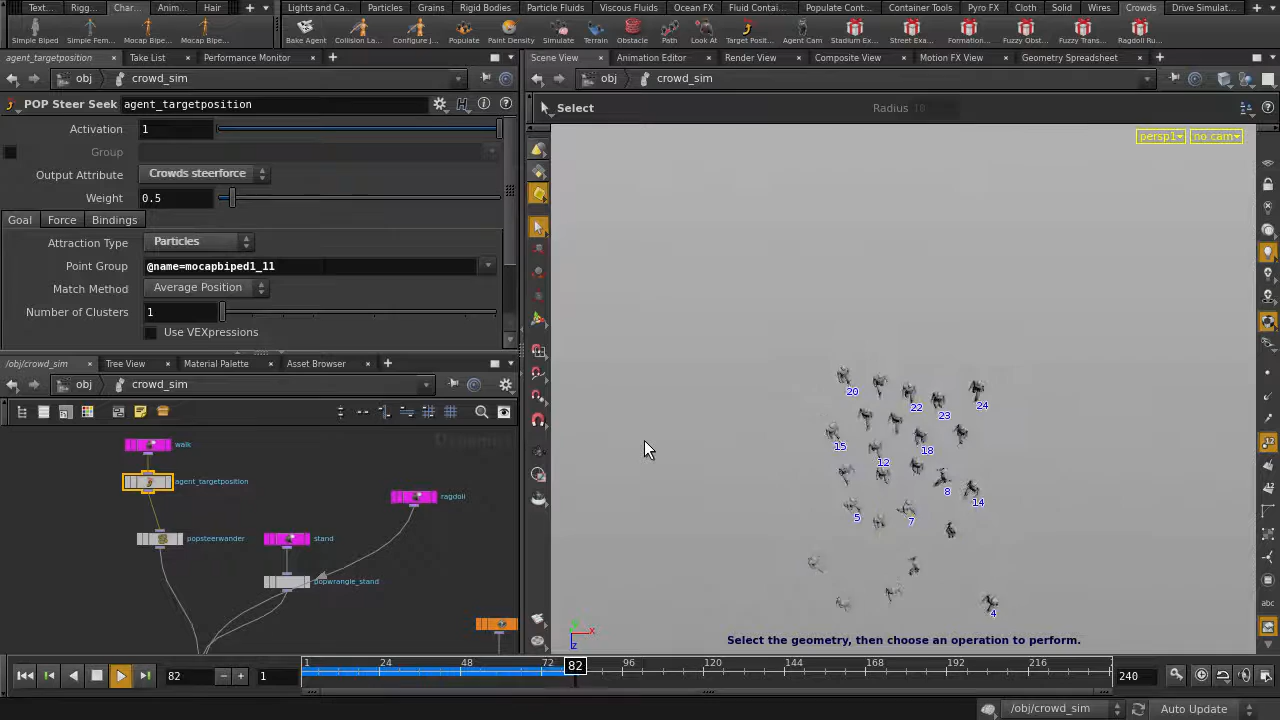 Text...
Rigg...
Char...
Anim...
Hair
Lights and Ca...
Particles
Grains
Rigid Bodies
Particle Fluids
Viscous Fluids
Ocean FX
Fluid Contai...
Populate Cont...
Container Tools
Pyro FX
Cloth
Solid
Wires
Crowds
Drive Simulat...
Simple Biped
Simple Fem...
Mocap Bipe...
Mocap Bipe...
Bake Agent
Collision La...
Configure J...
Populate
Paint Density
Simulate
Terrain
Obstacle
Path
Look At
Target Posit...
Agent Cam
Stadium Ex...
Street Exa...
Formation...
Fuzzy Obst...
Fuzzy Trans...
Ragdoll Ru...
agent_targetposition
Take List
Performance Monitor
Scene View
Animation Editor
Render View
Composite View
Motion FX View
Geometry Spreadsheet
obj
crowd_sim
obj
crowd_sim
POP Steer Seek
agent_targetposition
Select
Radius 10
Activation
1
Group
Output Attribute
Crowds steerforce
Weight
0.5
Goal
Force
Bindings
Attraction Type
Particles
Point Group
@name=mocapbiped1_11
Match Method
Average Position
Number of Clusters
1
Use VEXpressions
persp1
no cam
/obj/crowd_sim
Tree View
Material Palette
Asset Browser
obj
crowd_sim
walk
agent_targetposition
ragdoll
popsteerwander
stand
popwrangle_stand
20
22
23
24
15
12
18
8
14
5
7
4
x
z
12
abc
Select the geometry, then choose an operation to perform.
82
1
1
24
48
72
82
96
120
144
168
192
216
240
/obj/crowd_sim
Auto Update